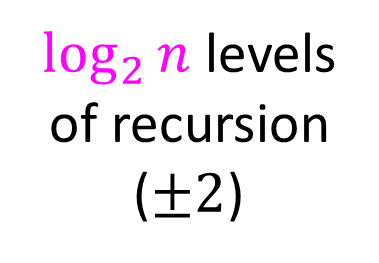 log₂ n levels
of recursion
(±2)